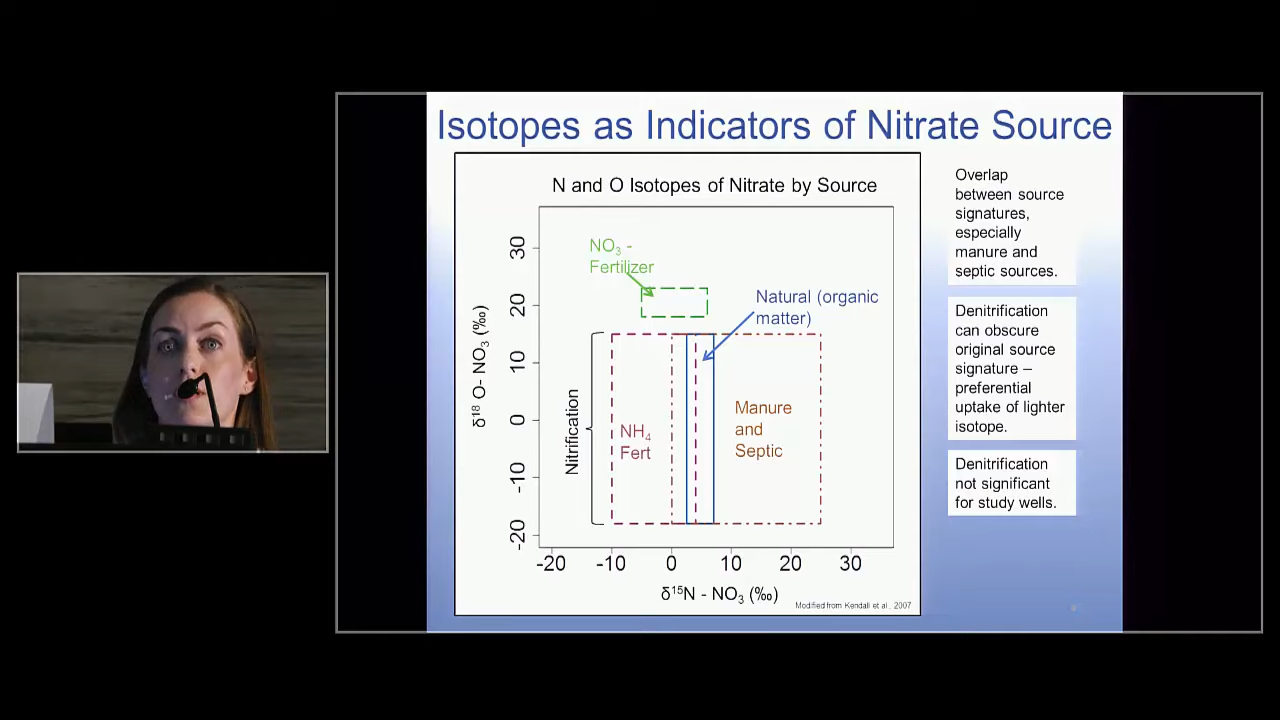 Isotopes as Indicators of Nitrate Source
N and O Isotopes of Nitrate by Source
NO3 -
Fertilizer
Natural (organic
matter)
Manure
and
Septic
NH4
Fert
Nitrification
δ18 O- NO3 (‰)
30
20
10
0
-10
-20
-20 -10 0 10 20 30
δ15N - NO3 (‰)
Modified from Kendall et al., 2007
Overlap
between source
signatures,
especially
manure and
septic sources.
Denitrification
can obscure
original source
signature –
preferential
uptake of lighter
isotope.
Denitrification
not significant
for study wells.